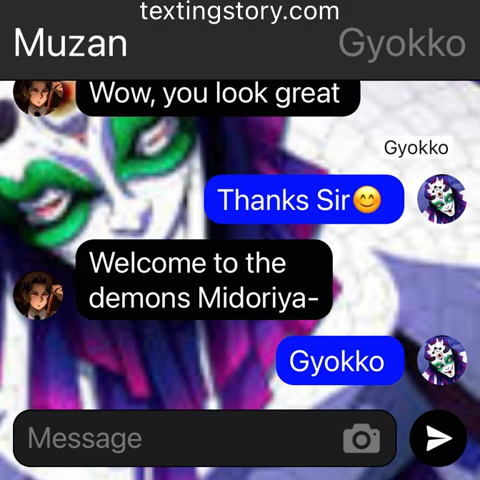 textingstory.com
Muzan
Gyokko
Wow, you look great
Gyokko
Thanks Sir😊
Welcome to the
demons Midoriya-
Gyokko
Message